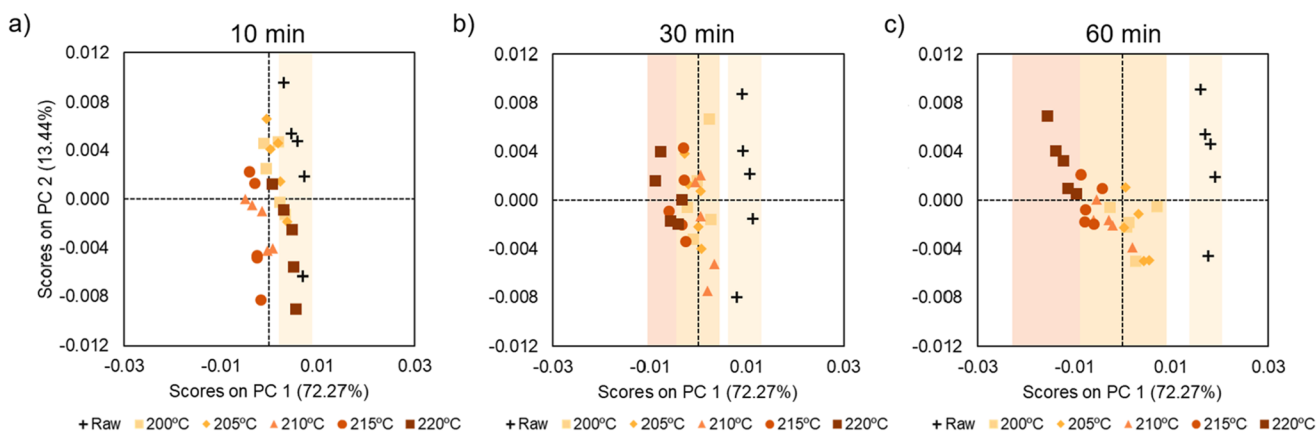 a) 10 min
0.012
0.008
0.004
0.000
-0.004
-0.008
-0.012
Scores on PC 2 (13.44%)
-0.03 -0.01 0.01 0.03
Scores on PC 1 (72.27%)
+ Raw 200ºC 205ºC 210ºC 215ºC 220ºC
b) 30 min
0.012
0.008
0.004
0.000
-0.004
-0.008
-0.012
-0.03 -0.01 0.01 0.03
Scores on PC 1 (72.27%)
+ Raw 200ºC 205ºC 210ºC 215ºC 220ºC
c) 60 min
0.012
0.008
0.004
0.000
-0.004
-0.008
-0.012
-0.03 -0.01 0.01 0.03
Scores on PC 1 (72.27%)
+ Raw 200ºC 205ºC 210ºC 215ºC 220ºC